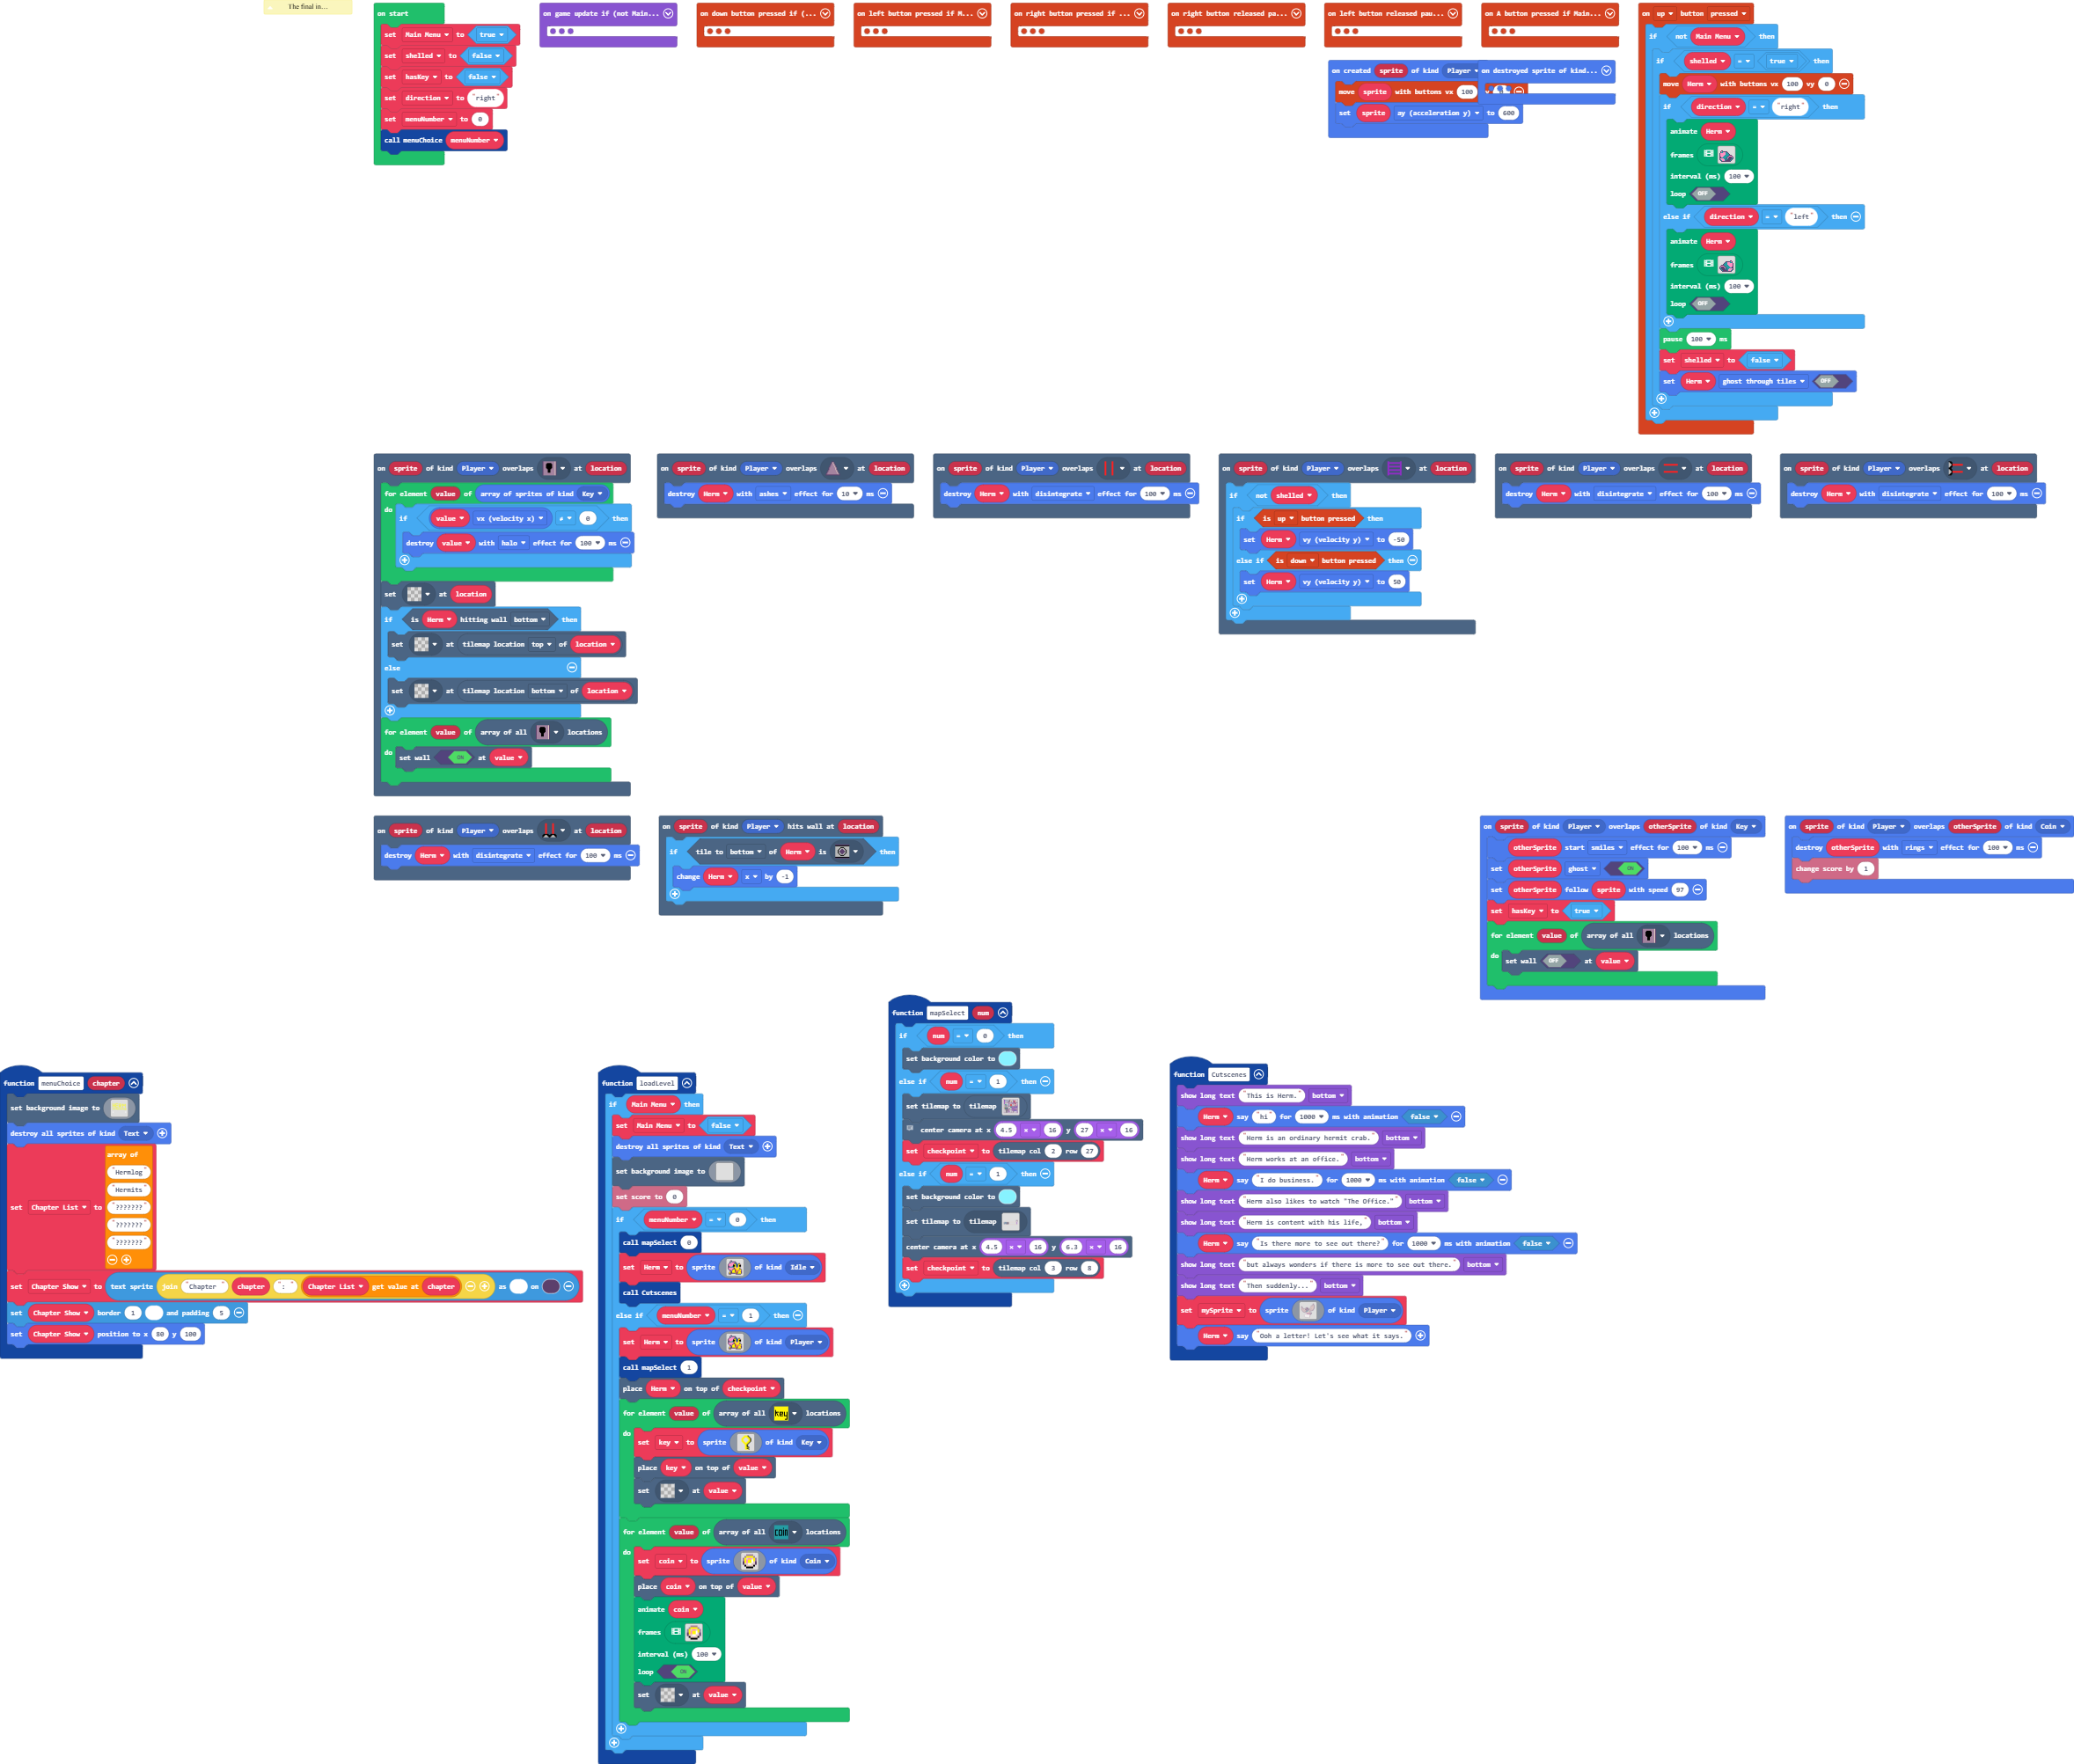 The final in...
on start
set Main Menu to true
set shelled to false
set hasKey to false
set direction to "right"
set menuNumber to 0
call menuChoice menuNumber
on game update if (not Main...
on down button pressed if (...
on left button pressed if M...
on right button pressed if ...
on right button released pa...
on left button released pau...
on A button pressed if Main...
on created sprite of kind Player
move sprite with buttons vx 100 v
set sprite ay (acceleration y) to 600
on destroyed sprite of kind...
on up button pressed
if not Main Menu then
if shelled = true then
move Herm with buttons vx 100 vy 0
if direction = "right" then
animate Herm
frames
interval (ms) 100
loop OFF
else if direction = "left" then
animate Herm
frames
interval (ms) 100
loop OFF
pause 100 ms
set shelled to false
set Herm ghost through tiles OFF
on sprite of kind Player overlaps at location
for element value of array of sprites of kind Key
do
if value vx (velocity x) ≠ 0 then
destroy value with halo effect for 100 ms
set at location
if is Herm hitting wall bottom then
set at tilemap location top of location
else
set at tilemap location bottom of location
for element value of array of all locations
do
set wall ON at value
on sprite of kind Player overlaps at location
destroy Herm with ashes effect for 10 ms
on sprite of kind Player overlaps at location
destroy Herm with disintegrate effect for 100 ms
on sprite of kind Player overlaps at location
if not shelled then
if is up button pressed then
set Herm vy (velocity y) to -50
else if is down button pressed then
set Herm vy (velocity y) to 50
on sprite of kind Player overlaps at location
destroy Herm with disintegrate effect for 100 ms
on sprite of kind Player overlaps at location
destroy Herm with disintegrate effect for 100 ms
on sprite of kind Player overlaps at location
destroy Herm with disintegrate effect for 100 ms
on sprite of kind Player hits wall at location
if tile to bottom of Herm is then
change Herm x by -1
on sprite of kind Player overlaps otherSprite of kind Key
otherSprite start smiles effect for 100 ms
set otherSprite ghost ON
set otherSprite follow sprite with speed 97
set hasKey to true
for element value of array of all locations
do
set wall OFF at value
on sprite of kind Player overlaps otherSprite of kind Coin
destroy otherSprite with rings effect for 100 ms
change score by 1
function menuChoice chapter
set background image to
destroy all sprites of kind Text
set Chapter List to array of
"Hermlog"
"Hermits"
"???????"
"???????"
"???????"
set Chapter Show to text sprite join "Chapter " chapter ": " Chapter List get value at chapter as on
set Chapter Show border 1 and padding 5
set Chapter Show position to x 80 y 100
function loadLevel
if Main Menu then
set Main Menu to false
destroy all sprites of kind Text
set background image to
set score to 0
if menuNumber = 0 then
call mapSelect 0
set Herm to sprite of kind Idle
call Cutscenes
else if menuNumber = 1 then
set Herm to sprite of kind Player
call mapSelect 1
place Herm on top of checkpoint
for element value of array of all key locations
do
set key to sprite of kind Key
place key on top of value
set at value
for element value of array of all coin locations
do
set coin to sprite of kind Coin
place coin on top of value
animate coin
frames
interval (ms) 100
loop ON
set at value
function mapSelect num
if num = 0 then
set background color to
else if num = 1 then
set tilemap to tilemap
center camera at x 4.5 × 16 y 27 × 16
set checkpoint to tilemap col 2 row 27
else if num = 1 then
set background color to
set tilemap to tilemap
center camera at x 4.5 × 16 y 6.3 × 16
set checkpoint to tilemap col 3 row 8
function Cutscenes
show long text "This is Herm." bottom
Herm say "hi" for 1000 ms with animation false
show long text "Herm is an ordinary hermit crab." bottom
show long text "Herm works at an office." bottom
Herm say "I do business." for 1000 ms with animation false
show long text "Herm also likes to watch "The Office."" bottom
show long text "Herm is content with his life," bottom
Herm say "Is there more to see out there?" for 1000 ms with animation false
show long text "but always wonders if there is more to see out there." bottom
show long text "Then suddenly..." bottom
set mySprite to sprite of kind Player
Herm say "Ooh a letter! Let's see what it says."